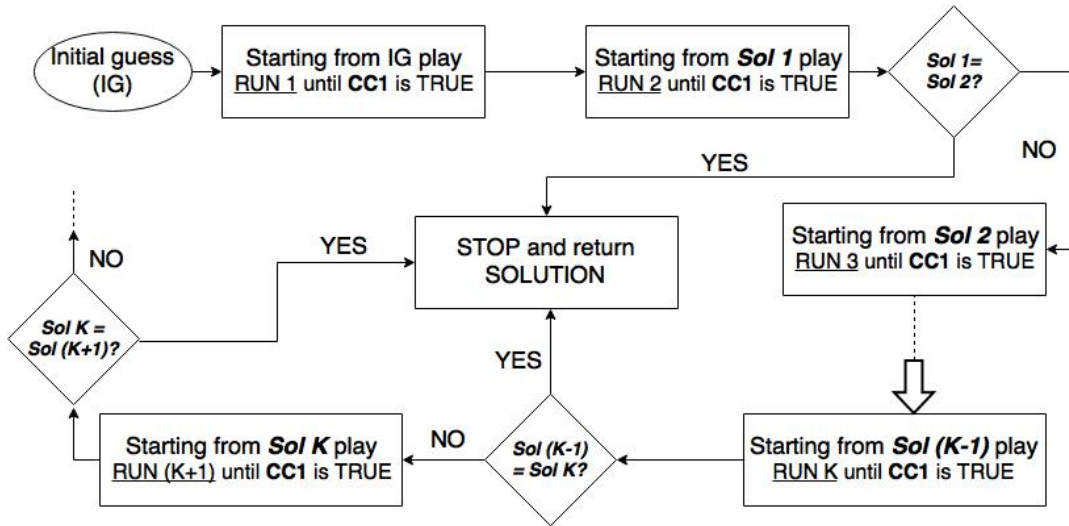 Initial guess
(IG)
Starting from IG play
RUN 1 until CC1 is TRUE
Starting from Sol 1 play
RUN 2 until CC1 is TRUE
Sol 1=
Sol 2?
YES
NO
Starting from Sol 2 play
RUN 3 until CC1 is TRUE
STOP and return
SOLUTION
YES
NO
Sol K =
Sol (K+1)?
YES
Starting from Sol (K-1) play
RUN K until CC1 is TRUE
Sol (K-1)
= Sol K?
NO
Starting from Sol K play
RUN (K+1) until CC1 is TRUE